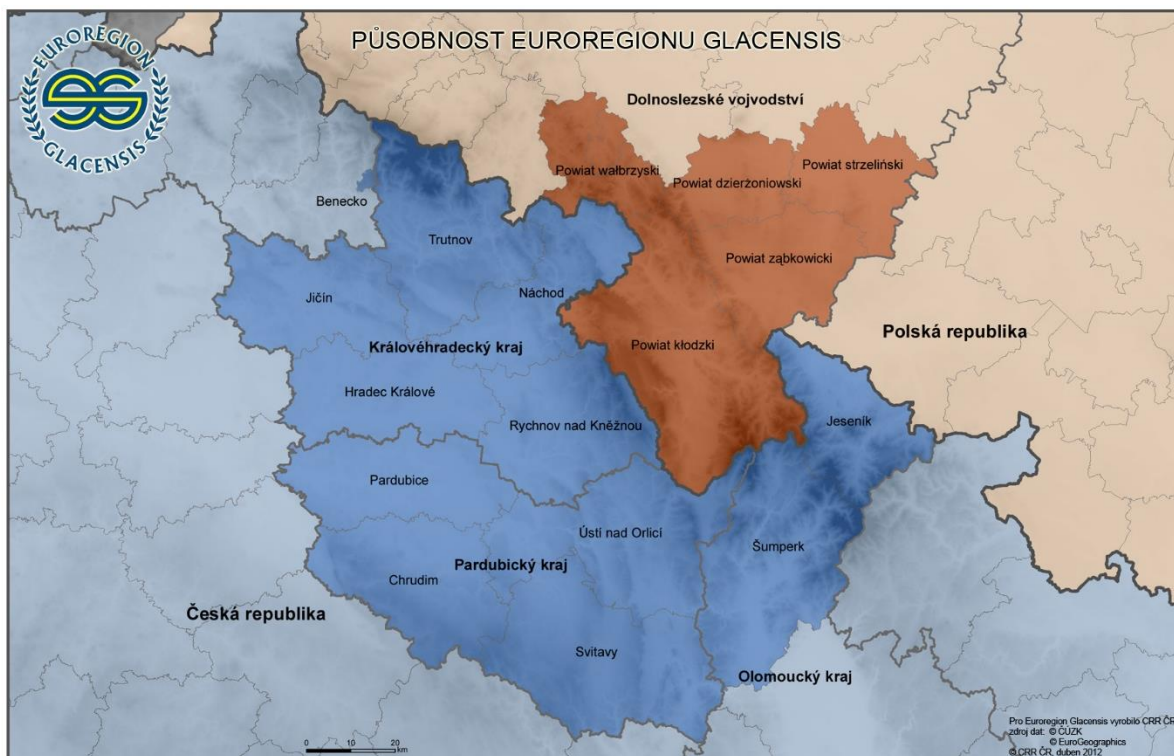 EUROREGION
GLACENSIS
PŮSOBNOST EUROREGIONU GLACENSIS
Dolnoslezské vojvodství
Powiat wałbrzyski
Powiat strzeliński
Powiat dzierżoniowski
Benecko
Trutnov
Powiat ząbkowicki
Jičín
Náchod
Polská republika
Královéhradecký kraj
Powiat kłodzki
Hradec Králové
Rychnov nad Kněžnou
Jeseník
Pardubice
Ústí nad Orlicí
Šumperk
Pardubický kraj
Chrudim
Česká republika
Svitavy
Olomoucký kraj
0 10 20
km
Pro Euroregion Glacensis vyrobilo CRR ČR
zdroj dat: © ČÚZK
© EuroGeographics
© CRR ČR, duben 2012